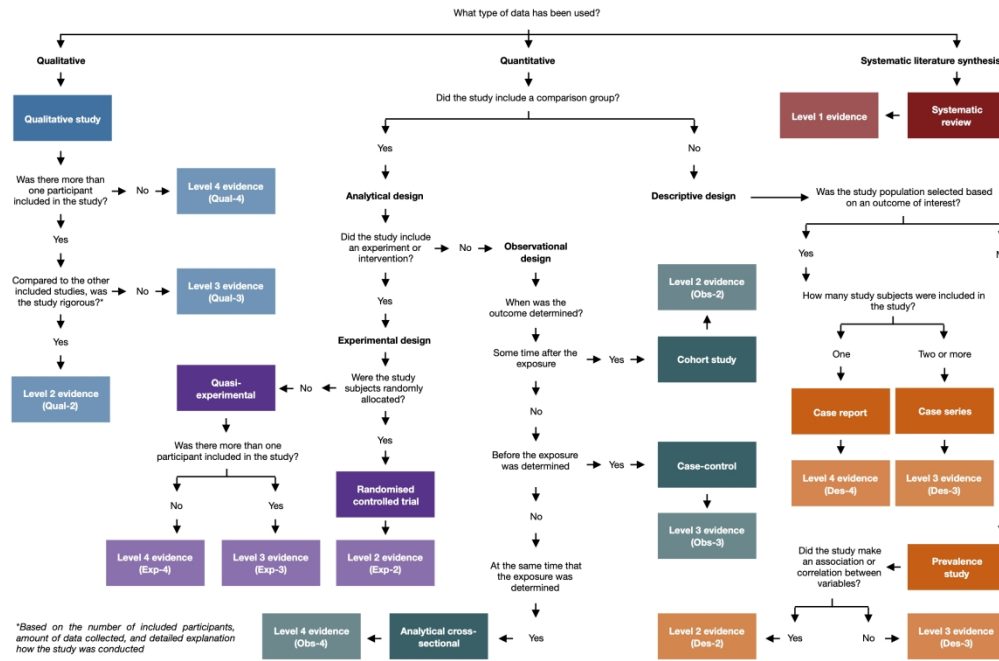 What type of data has been used?
Qualitative
Quantitative
Systematic literature synthesis
Qualitative study
Did the study include a comparison group?
Level 1 evidence
Systematic
review
Yes
No
Was there more than
one participant
included in the study?
No
Level 4 evidence
(Qual-4)
Analytical design
Descriptive design
Was the study population selected based
on an outcome of interest?
Yes
Did the study include
an experiment or
intervention?
No
Observational
design
Yes
Compared to the other
included studies, was
the study rigorous?*
No
Level 3 evidence
(Qual-3)
Yes
When was the
outcome determined?
Level 2 evidence
(Obs-2)
How many study subjects were included in
the study?
Yes
Experimental design
Some time after the
exposure
Yes
Cohort study
One
Two or more
Level 2 evidence
(Qual-2)
Quasi-
experimental
No
Were the study
subjects randomly
allocated?
No
Case report
Case series
Was there more than one
participant included in the study?
Yes
Before the exposure
was determined
Yes
Case-control
Level 4 evidence
(Des-4)
Level 3 evidence
(Des-3)
No
Yes
Randomised
controlled trial
No
Level 3 evidence
(Obs-3)
Level 4 evidence
(Exp-4)
Level 3 evidence
(Exp-3)
Level 2 evidence
(Exp-2)
At the same time that
the exposure was
determined
Did the study make
an association or
correlation between
variables?
Prevalence
study
*Based on the number of included participants,
amount of data collected, and detailed explanation
how the study was conducted
Level 4 evidence
(Obs-4)
Analytical cross-
sectional
Yes
Level 2 evidence
(Des-2)
Yes
No
Level 3 evidence
(Des-3)